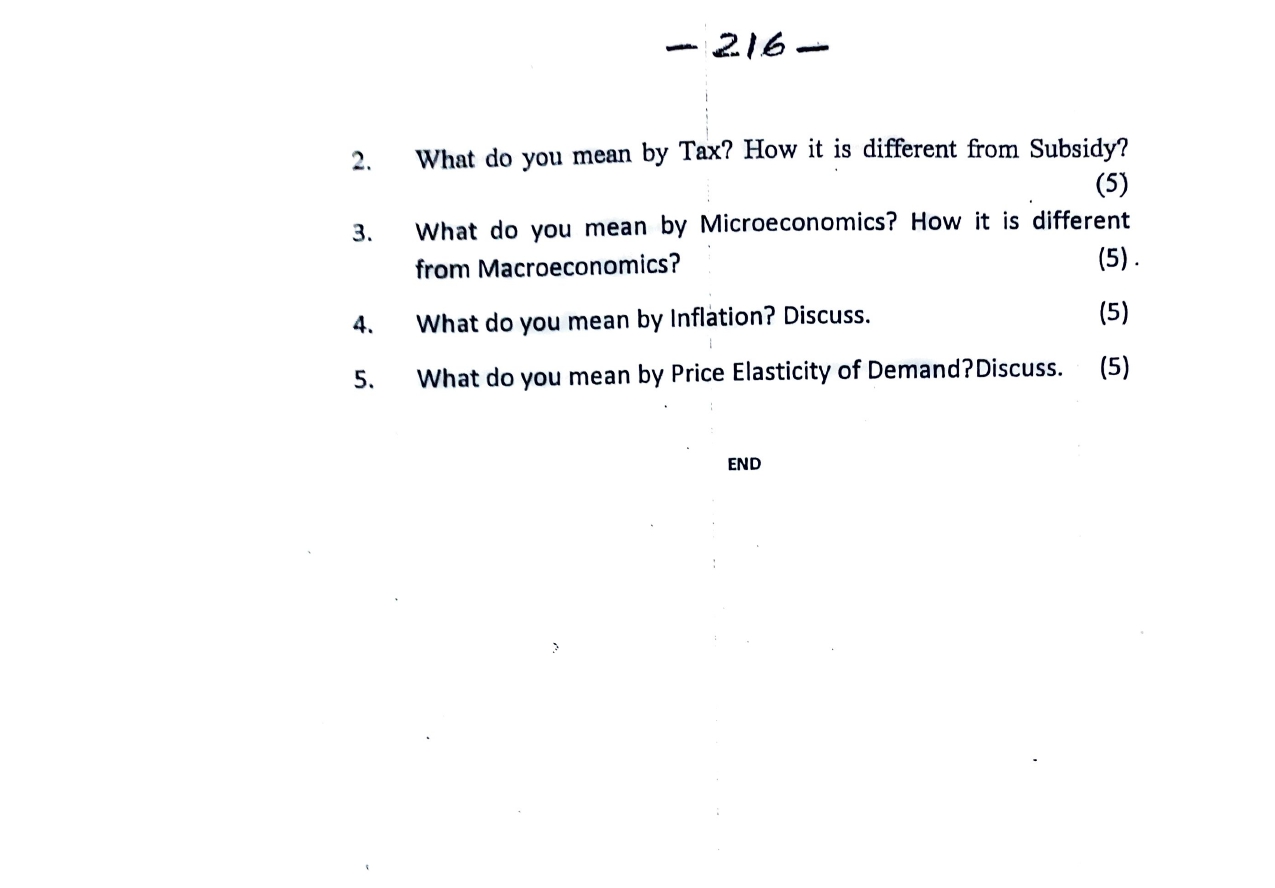 – 216 –
2. What do you mean by Tax? How it is different from Subsidy?
(5)
3. What do you mean by Microeconomics? How it is different
from Macroeconomics? (5) .
4. What do you mean by Inflation? Discuss. (5)
5. What do you mean by Price Elasticity of Demand?Discuss. (5)
END